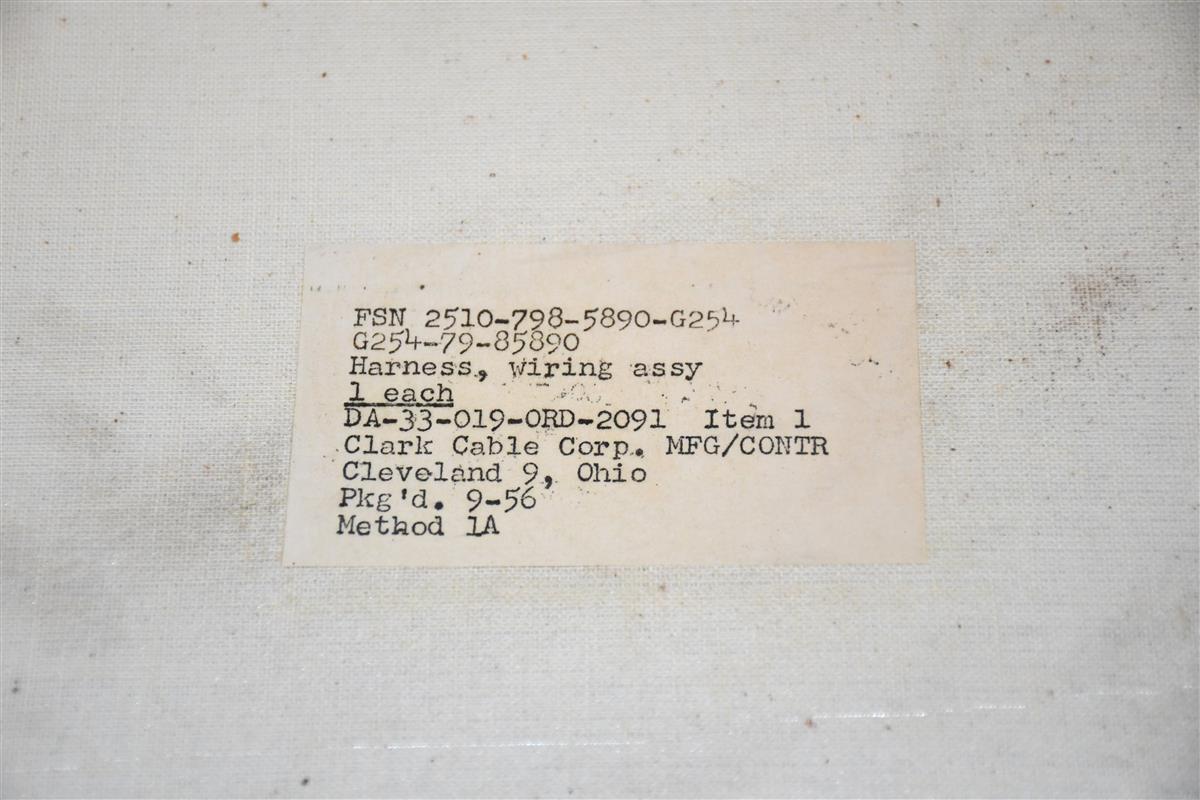 FSN 2510-798-5890-G254
G254-79-85890
Harness, wiring assy
1 each
DA-33-019-ORD-2091 Item 1
Clark Cable Corp. MFG/CONTR
Cleveland 9, Ohio
Pkg'd. 9-56
Method 1A